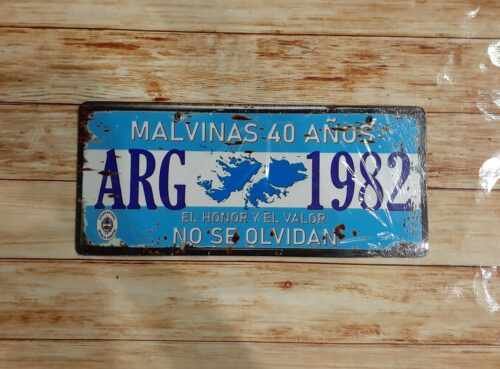 MALVINAS 40 AÑOS
ARG 1982
EL HONOR Y EL VALOR
NO SE OLVIDAN